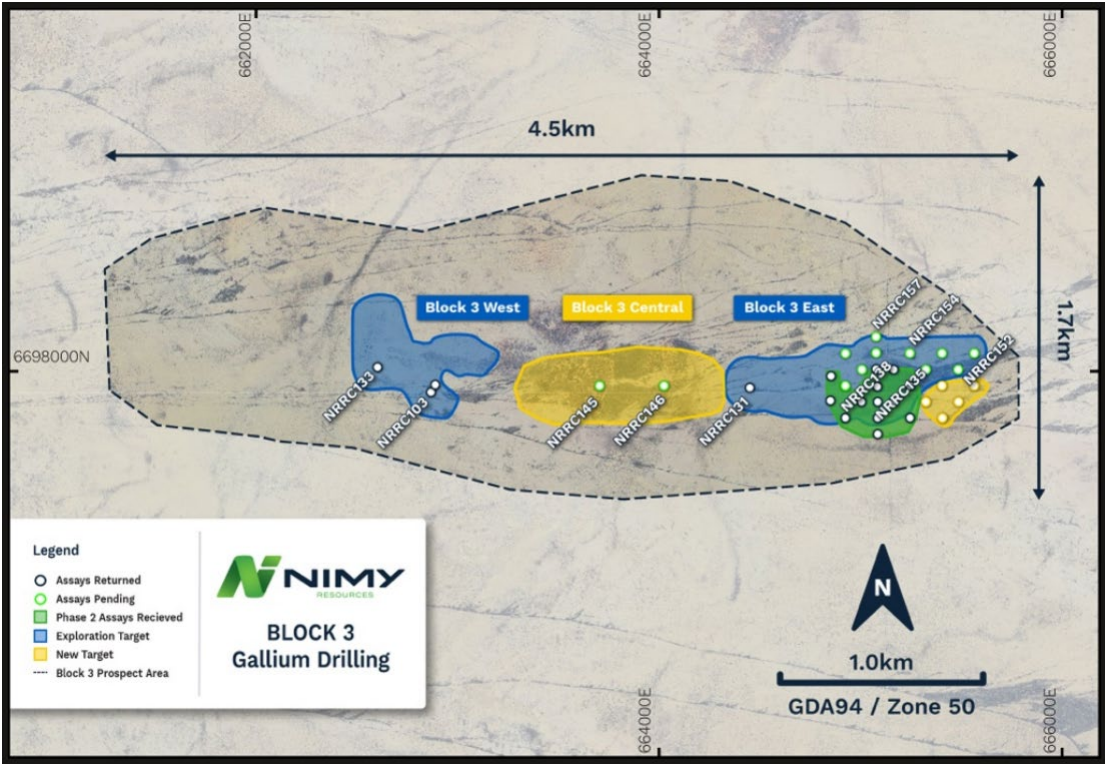 662000E
664000E
666000E
4.5km
1.7km
6698000N
Block 3 West
Block 3 Central
Block 3 East
NRRC157
NRRC154
NRRC152
NRRC138
NRRC135
NRRC133
NRRC103
NRRC145
NRRC146
NRRC131
Legend
Assays Returned
Assays Pending
Phase 2 Assays Recieved
Exploration Target
New Target
Block 3 Prospect Area
NIMY
RESOURCES
BLOCK 3
Gallium Drilling
N
1.0km
GDA94 / Zone 50
664000E
666000E